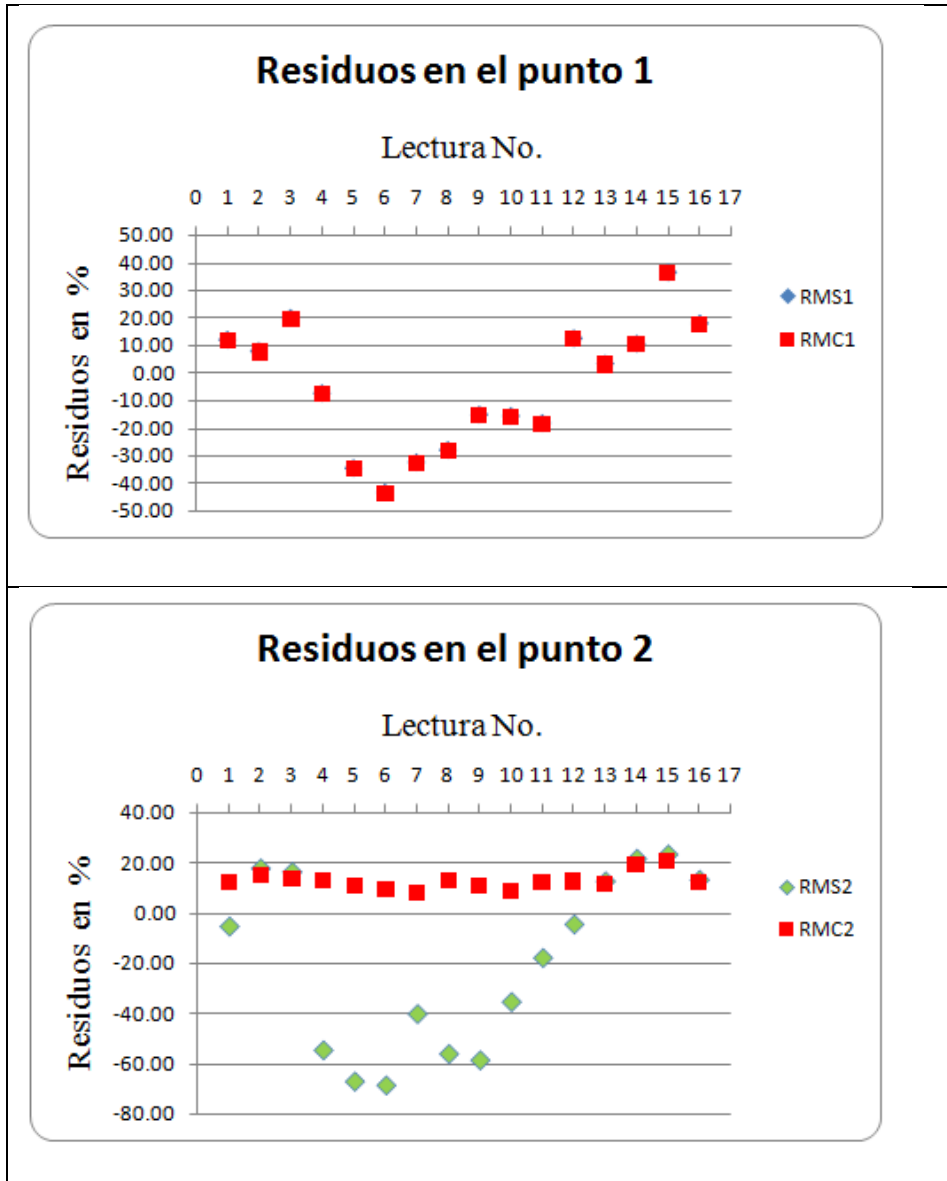 Residuos en el punto 1
Lectura No.
0 1 2 3 4 5 6 7 8 9 10 11 12 13 14 15 16 17
50.00
40.00
30.00
20.00
10.00
0.00
-10.00
-20.00
-30.00
-40.00
-50.00
Residuos en %
RMS1
RMC1
Residuos en el punto 2
Lectura No.
0 1 2 3 4 5 6 7 8 9 10 11 12 13 14 15 16 17
40.00
20.00
0.00
-20.00
-40.00
-60.00
-80.00
Residuos en %
RMS2
RMC2